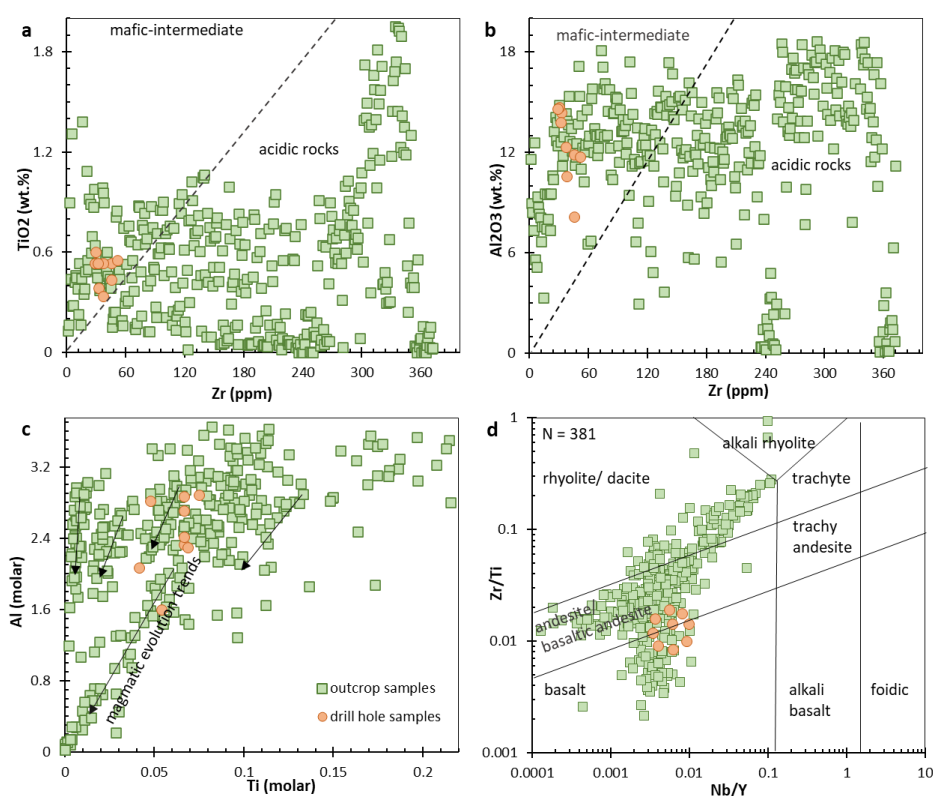 a
mafic-intermediate
acidic rocks
TiO2 (wt.%)
1.8
1.2
0.6
0
0
60
120
180
240
300
360
Zr (ppm)
b
mafic-intermediate
acidic rocks
Al2O3 (wt.%)
18
12
6
0
0
60
120
180
240
300
360
Zr (ppm)
c
Al (molar)
3.2
2.4
1.6
0.8
0
magmatic evolution trends
outcrop samples
drill hole samples
0
0.05
0.1
0.15
0.2
Ti (molar)
d
N = 381
alkali rhyolite
rhyolite/ dacite
trachyte
trachy
andesite
andesite/
basaltic andesite
basalt
alkali
basalt
foidic
Zr/Ti
1
0.1
0.01
0.001
0.0001
0.001
0.01
0.1
1
10
Nb/Y